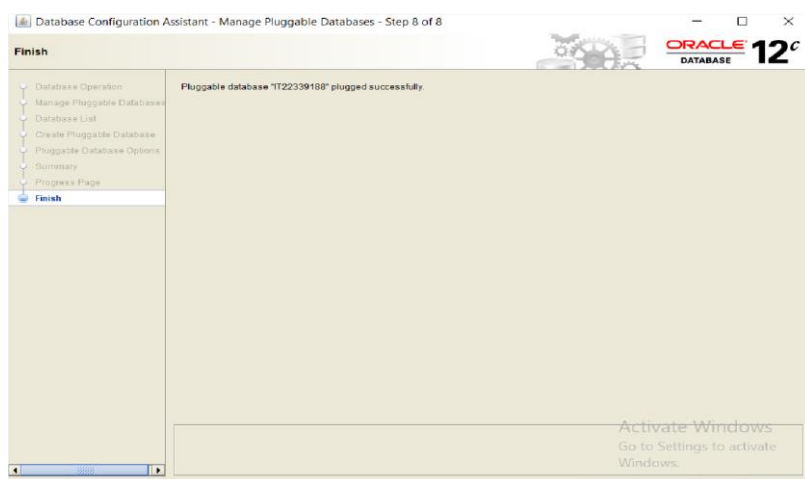 Database Configuration Assistant - Manage Pluggable Databases - Step 8 of 8
Finish
ORACLE
DATABASE
12c
Database Operation
Manage Pluggable Databases
Database List
Create Pluggable Database
Pluggable Database Options
Summary
Progress Page
Finish
Pluggable database "IT22339188" plugged successfully.
Activate Windows
Go to Settings to activate
Windows.